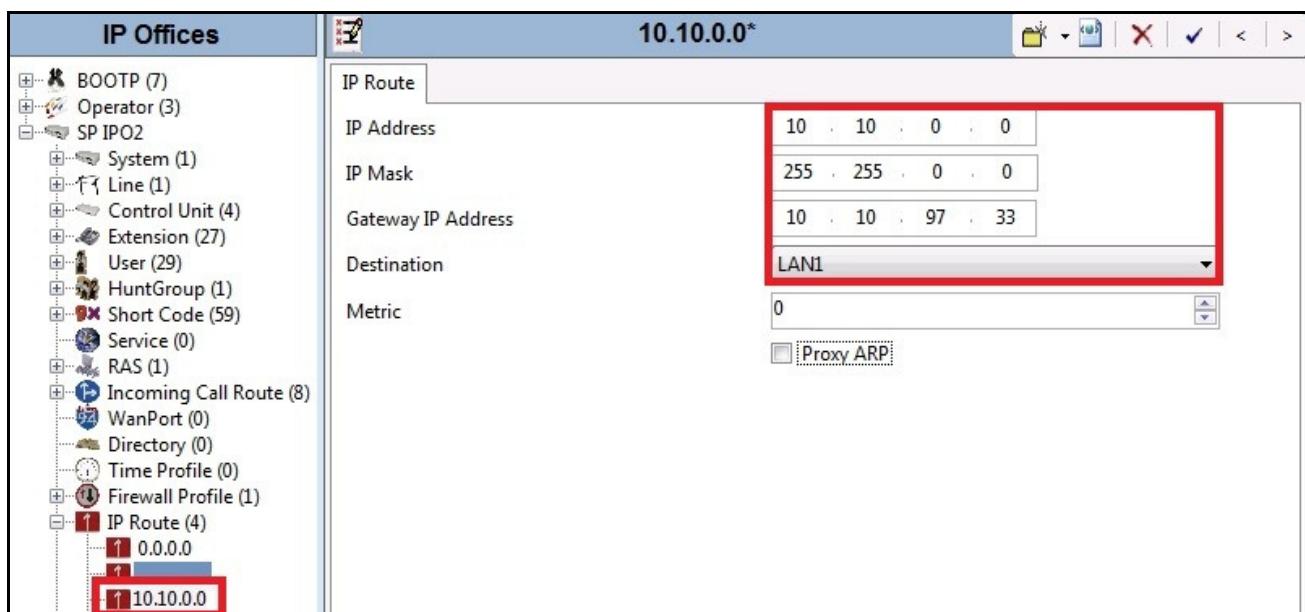 IP Offices
BOOTP (7)
Operator (3)
SP IPO2
System (1)
Line (1)
Control Unit (4)
Extension (27)
User (29)
HuntGroup (1)
Short Code (59)
Service (0)
RAS (1)
Incoming Call Route (8)
WanPort (0)
Directory (0)
Time Profile (0)
Firewall Profile (1)
IP Route (4)
0.0.0.0
10.10.0.0
10.10.0.0*
IP Route
IP Address 10 . 10 . 0 . 0
IP Mask 255 . 255 . 0 . 0
Gateway IP Address 10 . 10 . 97 . 33
Destination LAN1
Metric 0
Proxy ARP